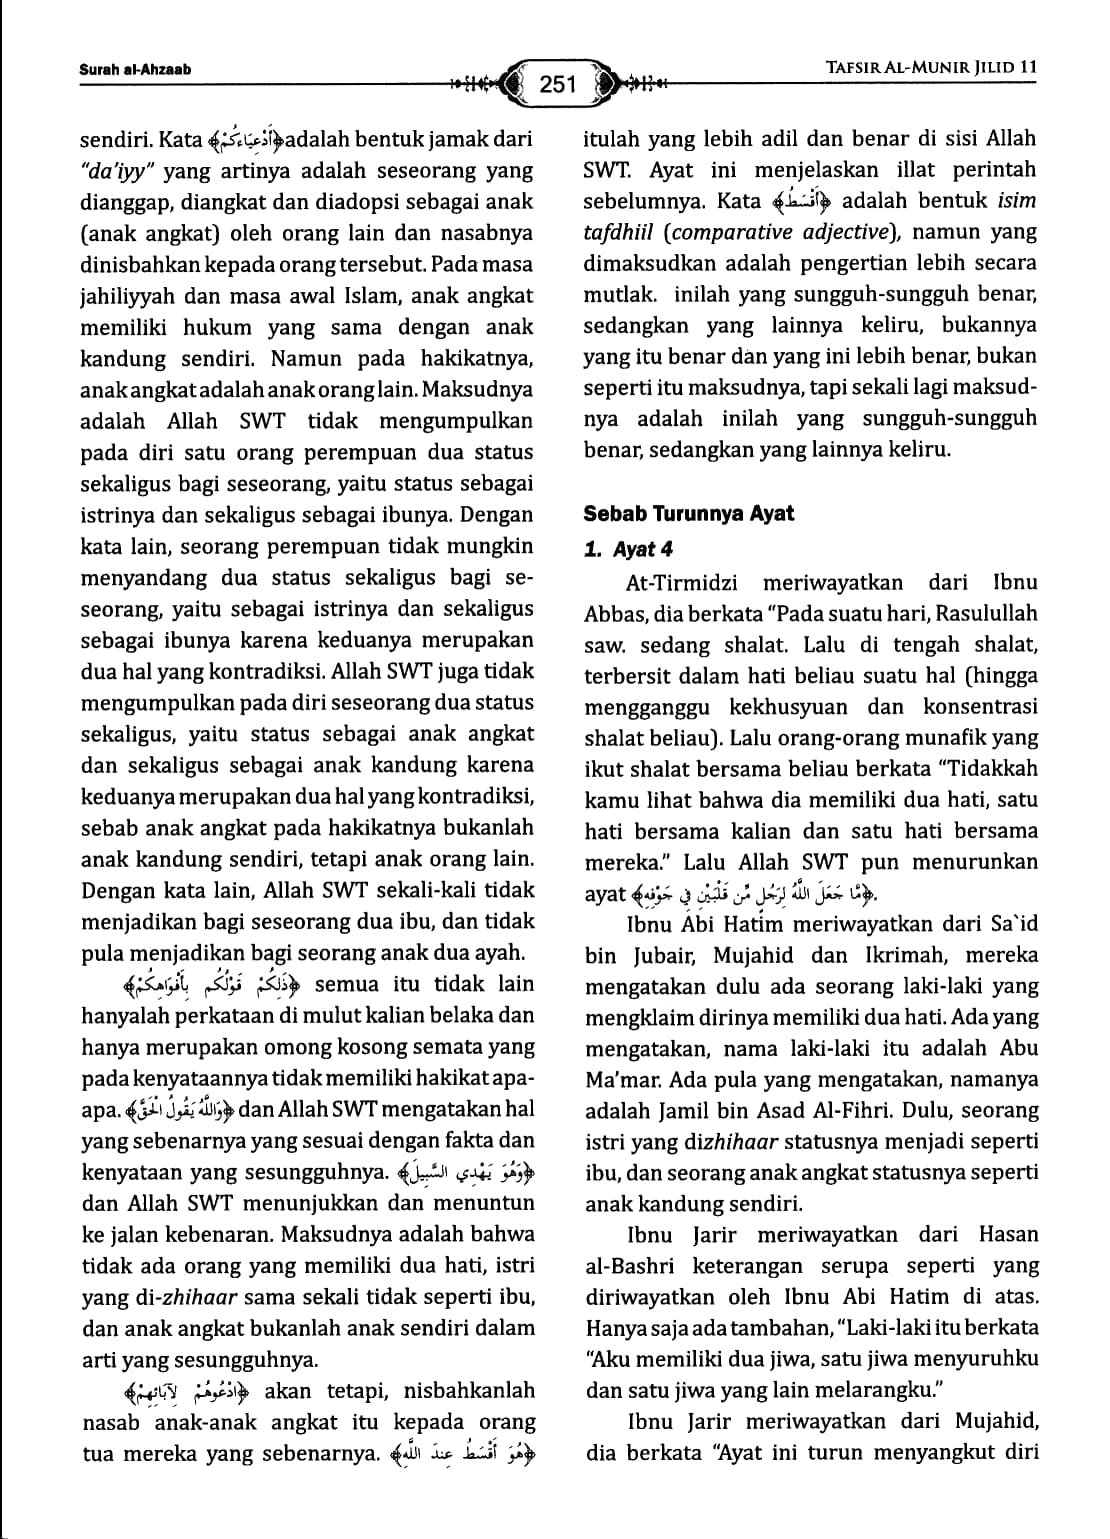 Surah al-Ahzaab
251
TAFSIR AL-MUNIR JILID 11
sendiri. Kata ﴿أَدْعِيَاءَكُمْ﴾ adalah bentuk jamak dari
“da’iyy” yang artinya adalah seseorang yang
dianggap, diangkat dan diadopsi sebagai anak
(anak angkat) oleh orang lain dan nasabnya
dinisbahkan kepada orang tersebut. Pada masa
jahiliyyah dan masa awal Islam, anak angkat
memiliki hukum yang sama dengan anak
kandung sendiri. Namun pada hakikatnya,
anak angkat adalah anak orang lain. Maksudnya
adalah Allah SWT tidak mengumpulkan
pada diri satu orang perempuan dua status
sekaligus bagi seseorang, yaitu status sebagai
istrinya dan sekaligus sebagai ibunya. Dengan
kata lain, seorang perempuan tidak mungkin
menyandang dua status sekaligus bagi se-
seorang, yaitu sebagai istrinya dan sekaligus
sebagai ibunya karena keduanya merupakan
dua hal yang kontradiksi. Allah SWT juga tidak
mengumpulkan pada diri seseorang dua status
sekaligus, yaitu status sebagai anak angkat
dan sekaligus sebagai anak kandung karena
keduanya merupakan dua hal yang kontradiksi,
sebab anak angkat pada hakikatnya bukanlah
anak kandung sendiri, tetapi anak orang lain.
Dengan kata lain, Allah SWT sekali-kali tidak
menjadikan bagi seseorang dua ibu, dan tidak
pula menjadikan bagi seorang anak dua ayah.
﴿ذَلِكُمْ قَوْلُكُم بِأَفْوَاهِكُمْ﴾ semua itu tidak lain
hanyalah perkataan di mulut kalian belaka dan
hanya merupakan omong kosong semata yang
pada kenyataannya tidak memiliki hakikat apa-
apa. ﴿وَاللَّهُ يَقُولُ الْحَقَّ﴾ dan Allah SWT mengatakan hal
yang sebenarnya yang sesuai dengan fakta dan
kenyataan yang sesungguhnya. ﴿وَهُوَ يَهْدِي السَّبِيلَ﴾
dan Allah SWT menunjukkan dan menuntun
ke jalan kebenaran. Maksudnya adalah bahwa
tidak ada orang yang memiliki dua hati, istri
yang di-zhihaar sama sekali tidak seperti ibu,
dan anak angkat bukanlah anak sendiri dalam
arti yang sesungguhnya.
﴿ادْعُوهُمْ لِآبَائِهِمْ﴾ akan tetapi, nisbahkanlah
nasab anak-anak angkat itu kepada orang
tua mereka yang sebenarnya. ﴿هُوَ أَقْسَطُ عِندَ اللَّهِ﴾
itulah yang lebih adil dan benar di sisi Allah
SWT. Ayat ini menjelaskan illat perintah
sebelumnya. Kata ﴿أَقْسَطُ﴾ adalah bentuk isim
tafdhiil (comparative adjective), namun yang
dimaksudkan adalah pengertian lebih secara
mutlak. inilah yang sungguh-sungguh benar,
sedangkan yang lainnya keliru, bukannya
yang itu benar dan yang ini lebih benar, bukan
seperti itu maksudnya, tapi sekali lagi maksud-
nya adalah inilah yang sungguh-sungguh
benar, sedangkan yang lainnya keliru.
Sebab Turunnya Ayat
1. Ayat 4
At-Tirmidzi meriwayatkan dari Ibnu
Abbas, dia berkata “Pada suatu hari, Rasulullah
saw. sedang shalat. Lalu di tengah shalat,
terbersit dalam hati beliau suatu hal (hingga
mengganggu kekhusyuan dan konsentrasi
shalat beliau). Lalu orang-orang munafik yang
ikut shalat bersama beliau berkata “Tidakkah
kamu lihat bahwa dia memiliki dua hati, satu
hati bersama kalian dan satu hati bersama
mereka.” Lalu Allah SWT pun menurunkan
ayat ﴿مَّا جَعَلَ اللَّهُ لِرَجُلٍ مِّن قَلْبَيْنِ فِي جَوْفِهِ﴾.
Ibnu Abi Hatim meriwayatkan dari Sa`id
bin Jubair, Mujahid dan Ikrimah, mereka
mengatakan dulu ada seorang laki-laki yang
mengklaim dirinya memiliki dua hati. Ada yang
mengatakan, nama laki-laki itu adalah Abu
Ma’mar. Ada pula yang mengatakan, namanya
adalah Jamil bin Asad Al-Fihri. Dulu, seorang
istri yang dizhihaar statusnya menjadi seperti
ibu, dan seorang anak angkat statusnya seperti
anak kandung sendiri.
Ibnu Jarir meriwayatkan dari Hasan
al-Bashri keterangan serupa seperti yang
diriwayatkan oleh Ibnu Abi Hatim di atas.
Hanya saja ada tambahan, “Laki-laki itu berkata
“Aku memiliki dua jiwa, satu jiwa menyuruhku
dan satu jiwa yang lain melarangku.”
Ibnu Jarir meriwayatkan dari Mujahid,
dia berkata “Ayat ini turun menyangkut diri